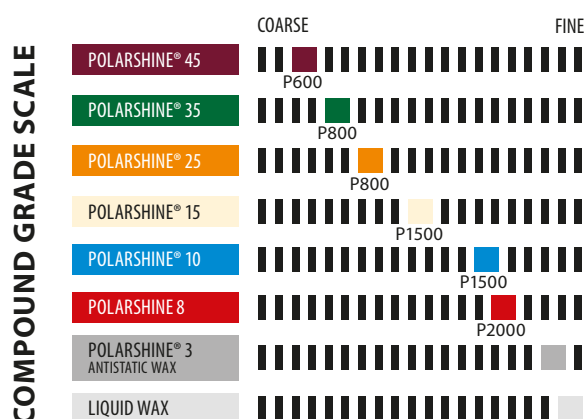 COMPOUND GRADE SCALE
COARSE FINE
POLARSHINE® 45
P600
POLARSHINE® 35
P800
POLARSHINE® 25
P800
POLARSHINE® 15
P1500
POLARSHINE® 10
P1500
POLARSHINE 8
P2000
POLARSHINE® 3
ANTISTATIC WAX
LIQUID WAX